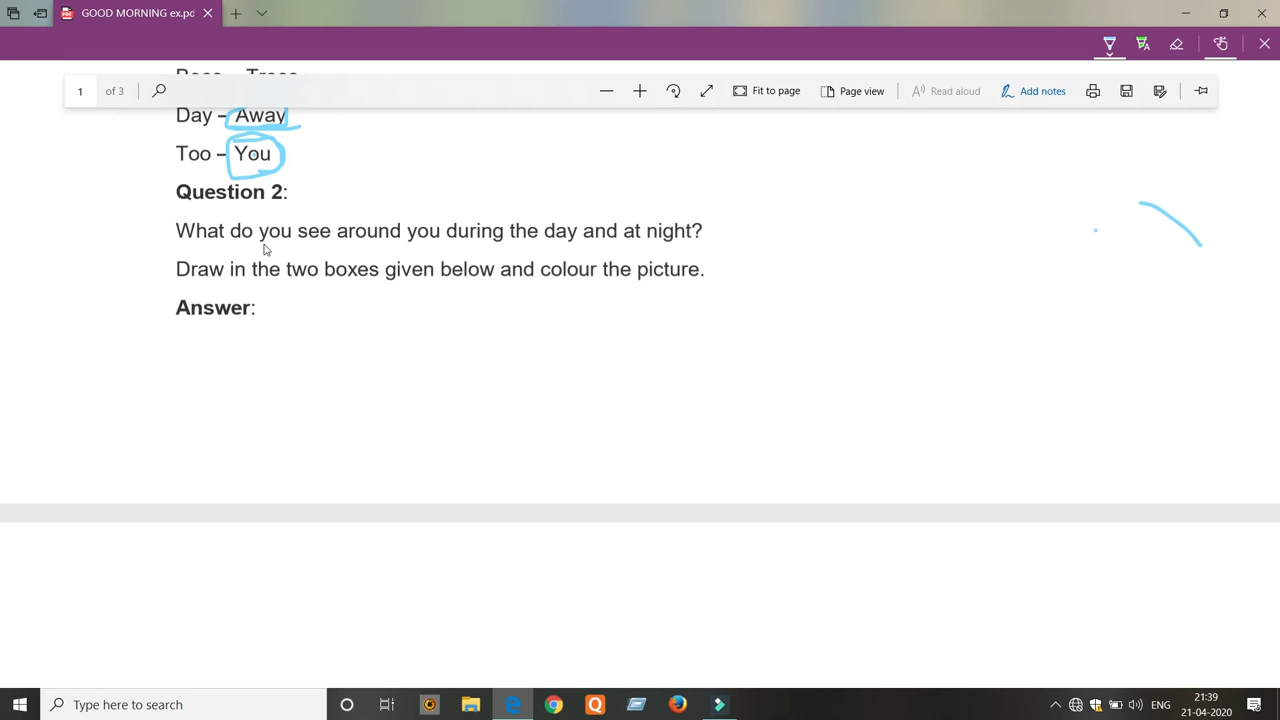 GOOD MORNING ex.pd
1 of 3
Fit to page
Page view
Read aloud
Add notes
Bees – Trees
Day – Away
Too – You
Question 2:
What do you see around you during the day and at night?
Draw in the two boxes given below and colour the picture.
Answer:
Type here to search
ENG
21:39
21-04-2020